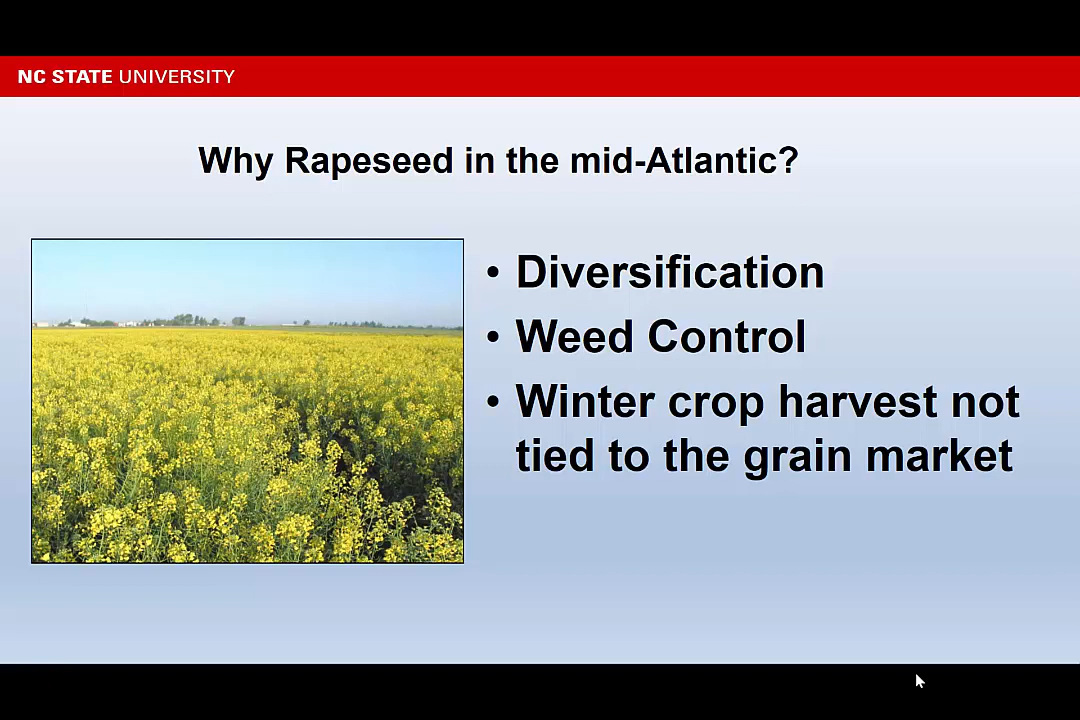 NC STATE UNIVERSITY
Why Rapeseed in the mid-Atlantic?
• Diversification
• Weed Control
• Winter crop harvest not
tied to the grain market